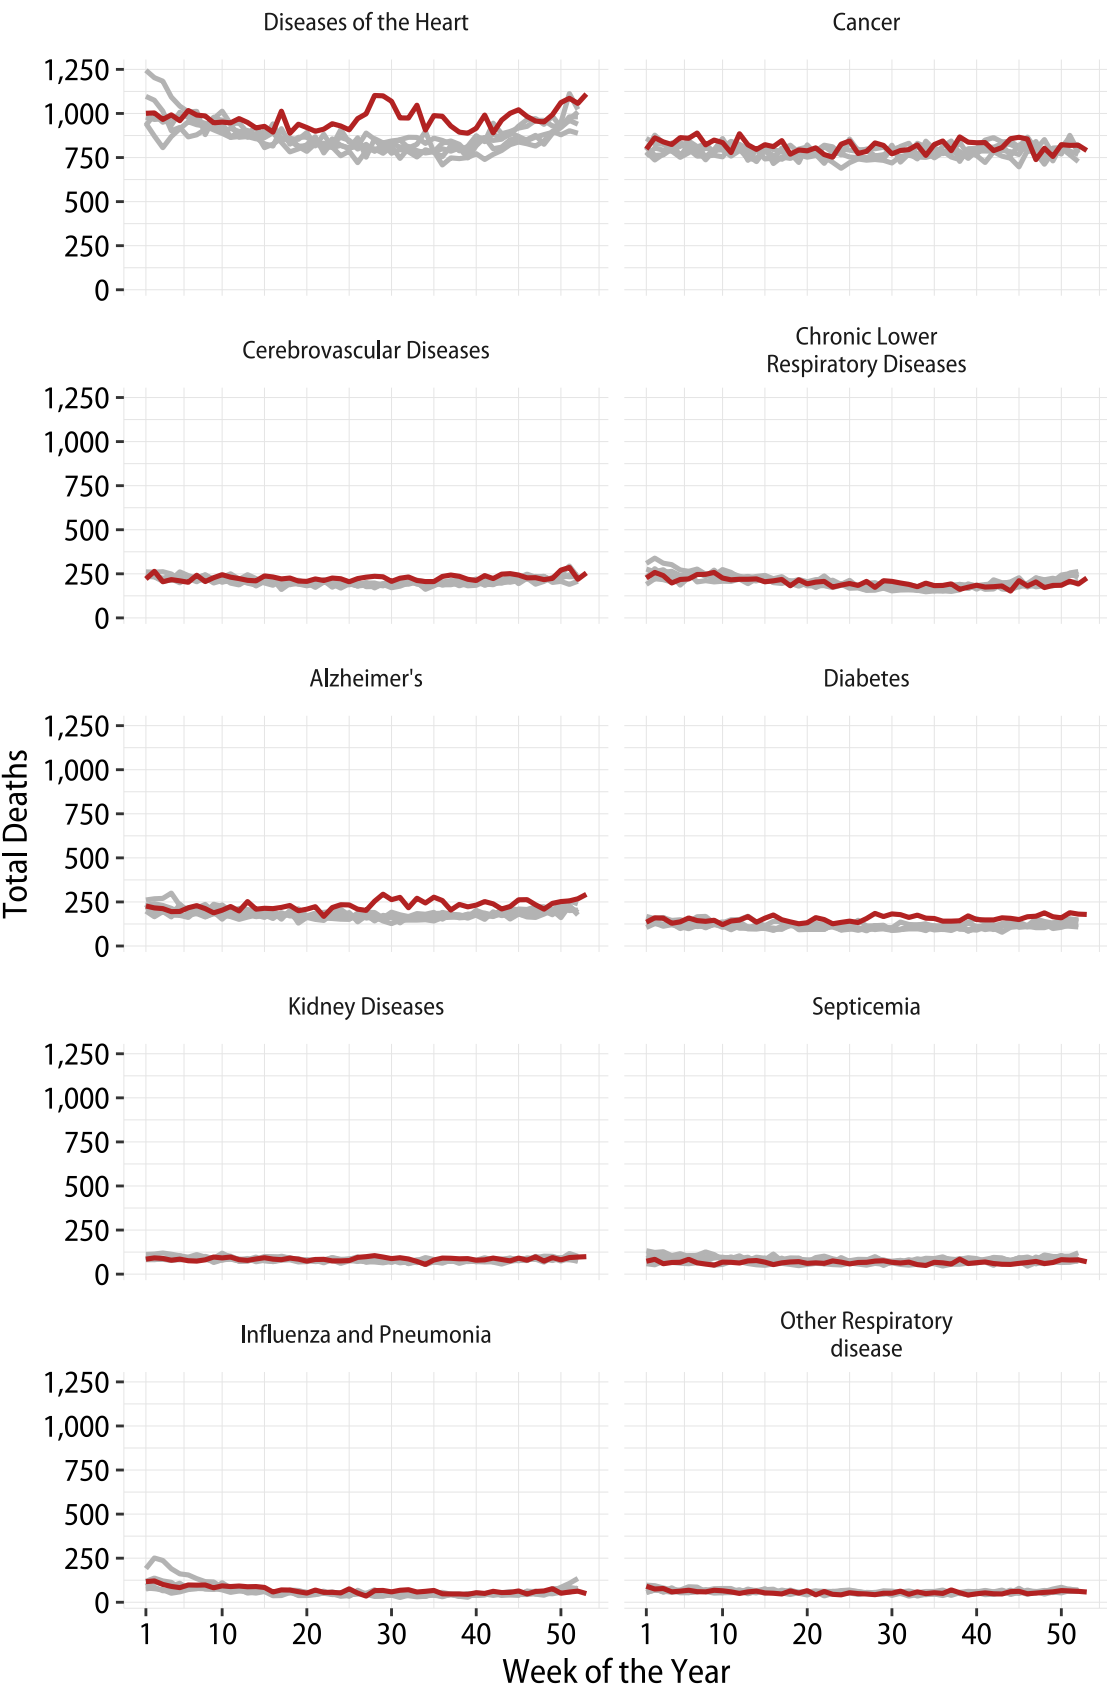 Diseases of the Heart
Cancer
1,250
1,000
750
500
250
0
Cerebrovascular Diseases
Chronic Lower
Respiratory Diseases
1,250
1,000
750
500
250
0
Alzheimer's
Diabetes
1,250
1,000
750
500
250
0
Total Deaths
Kidney Diseases
Septicemia
1,250
1,000
750
500
250
0
Influenza and Pneumonia
Other Respiratory
disease
1,250
1,000
750
500
250
0
1 10 20 30 40 50
1 10 20 30 40 50
Week of the Year